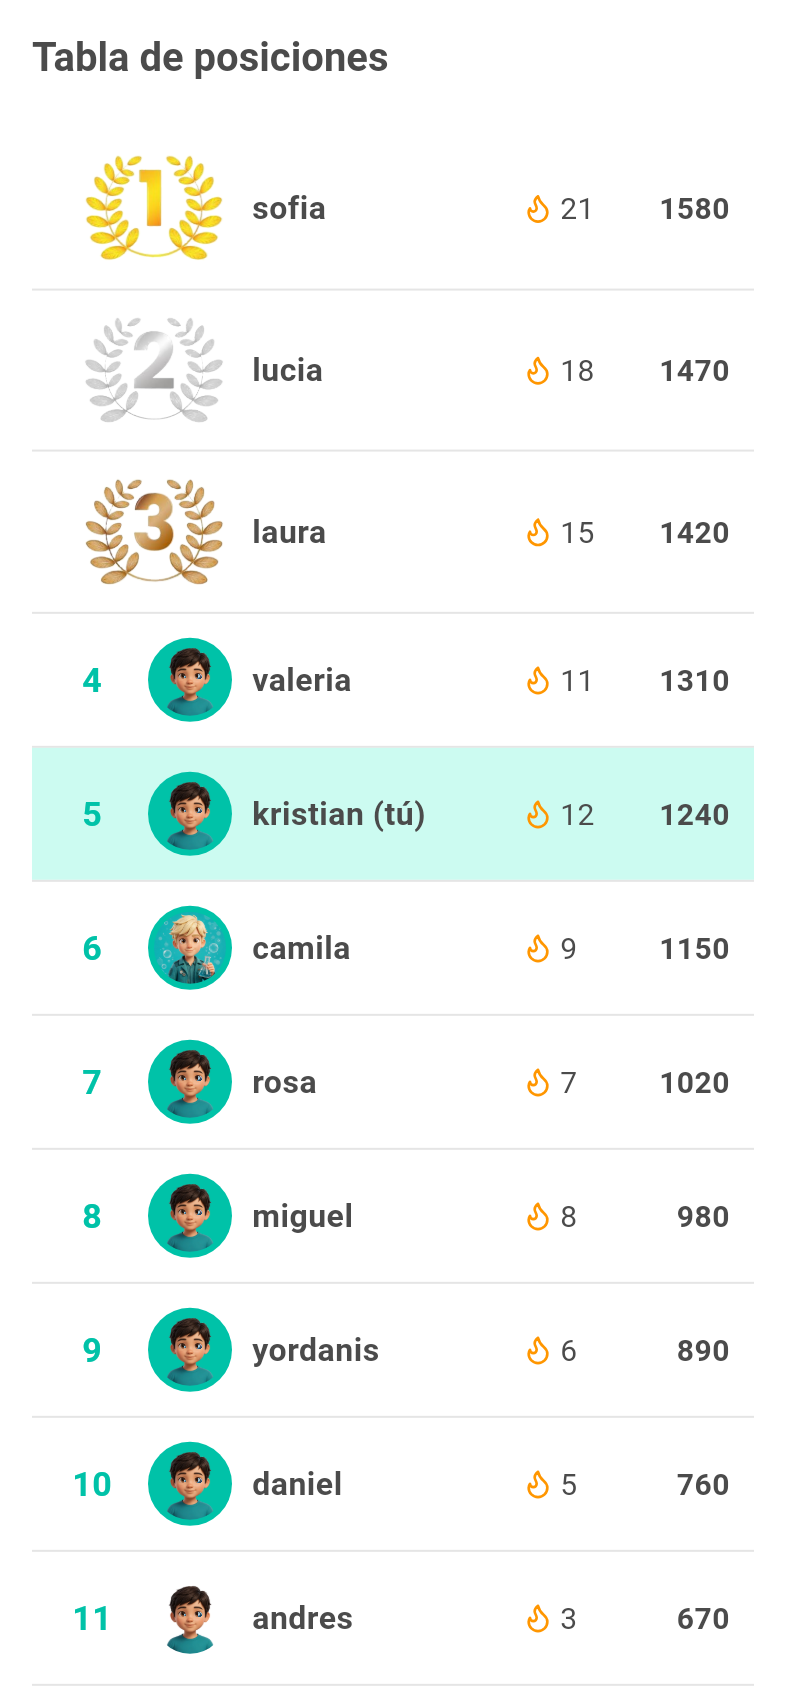 Tabla de posiciones
1 sofia 21 1580
2 lucia 18 1470
3 laura 15 1420
4 valeria 11 1310
5 kristian (tú) 12 1240
6 camila 9 1150
7 rosa 7 1020
8 miguel 8 980
9 yordanis 6 890
10 daniel 5 760
11 andres 3 670